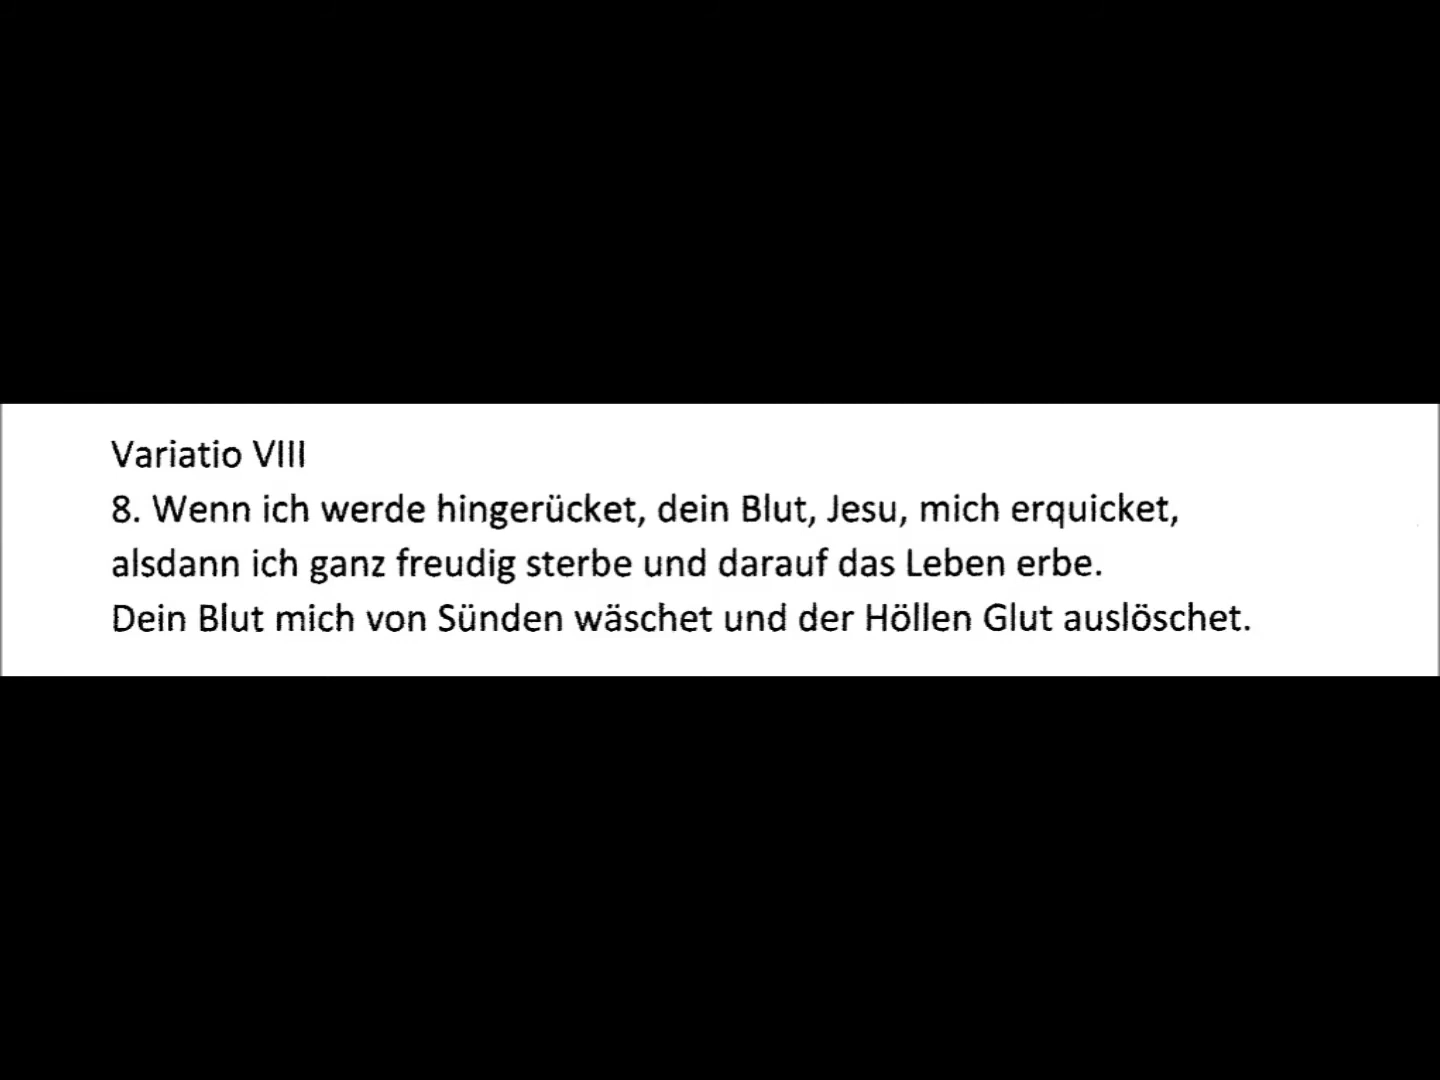 Variatio VIII
8. Wenn ich werde hingerücket, dein Blut, Jesu, mich erquicket,
alsdann ich ganz freudig sterbe und darauf das Leben erbe.
Dein Blut mich von Sünden wäschet und der Höllen Glut auslöschet.